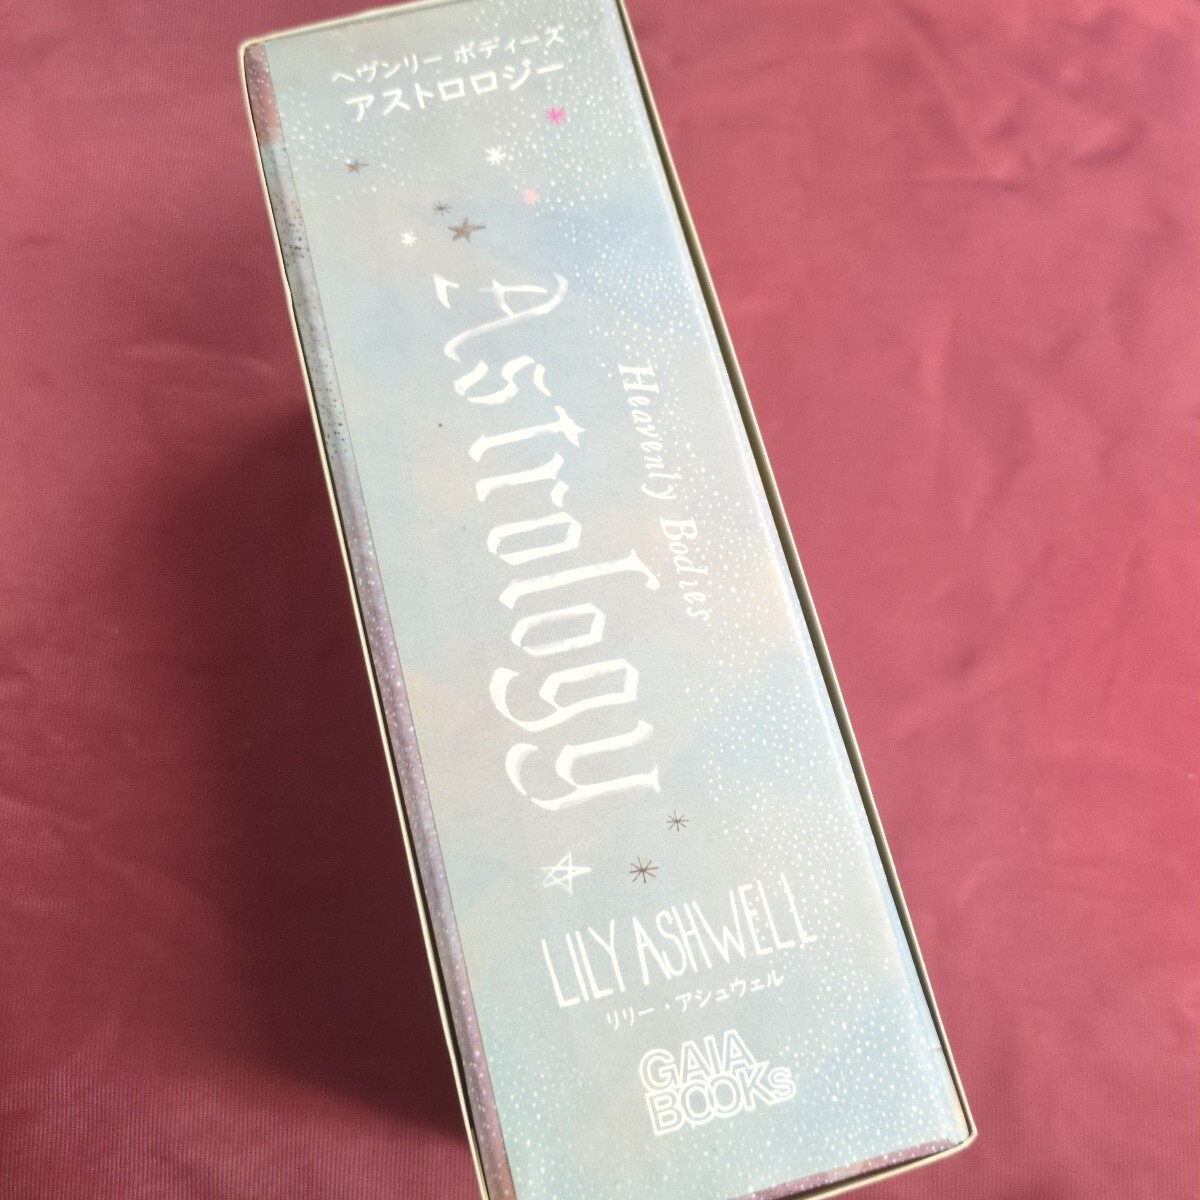 ヘヴンリー ボディーズ
アストロロジー
Heavenly Bodies
Astrology
LILY ASHWELL
リリー・アシュウェル
GAIA
BOOKs